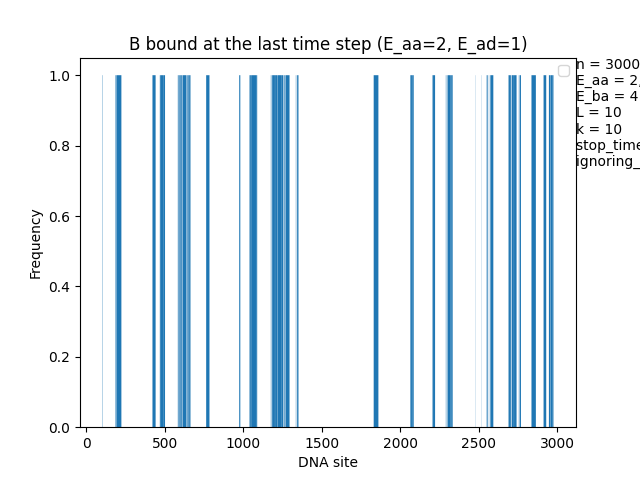 B bound at the last time step (E_aa=2, E_ad=1)
n = 3000
E_aa = 2,
E_ba = 4
L = 10
k = 10
stop_time
ignoring_
1.0
0.8
0.6
0.4
0.2
0.0
Frequency
0 500 1000 1500 2000 2500 3000
DNA site